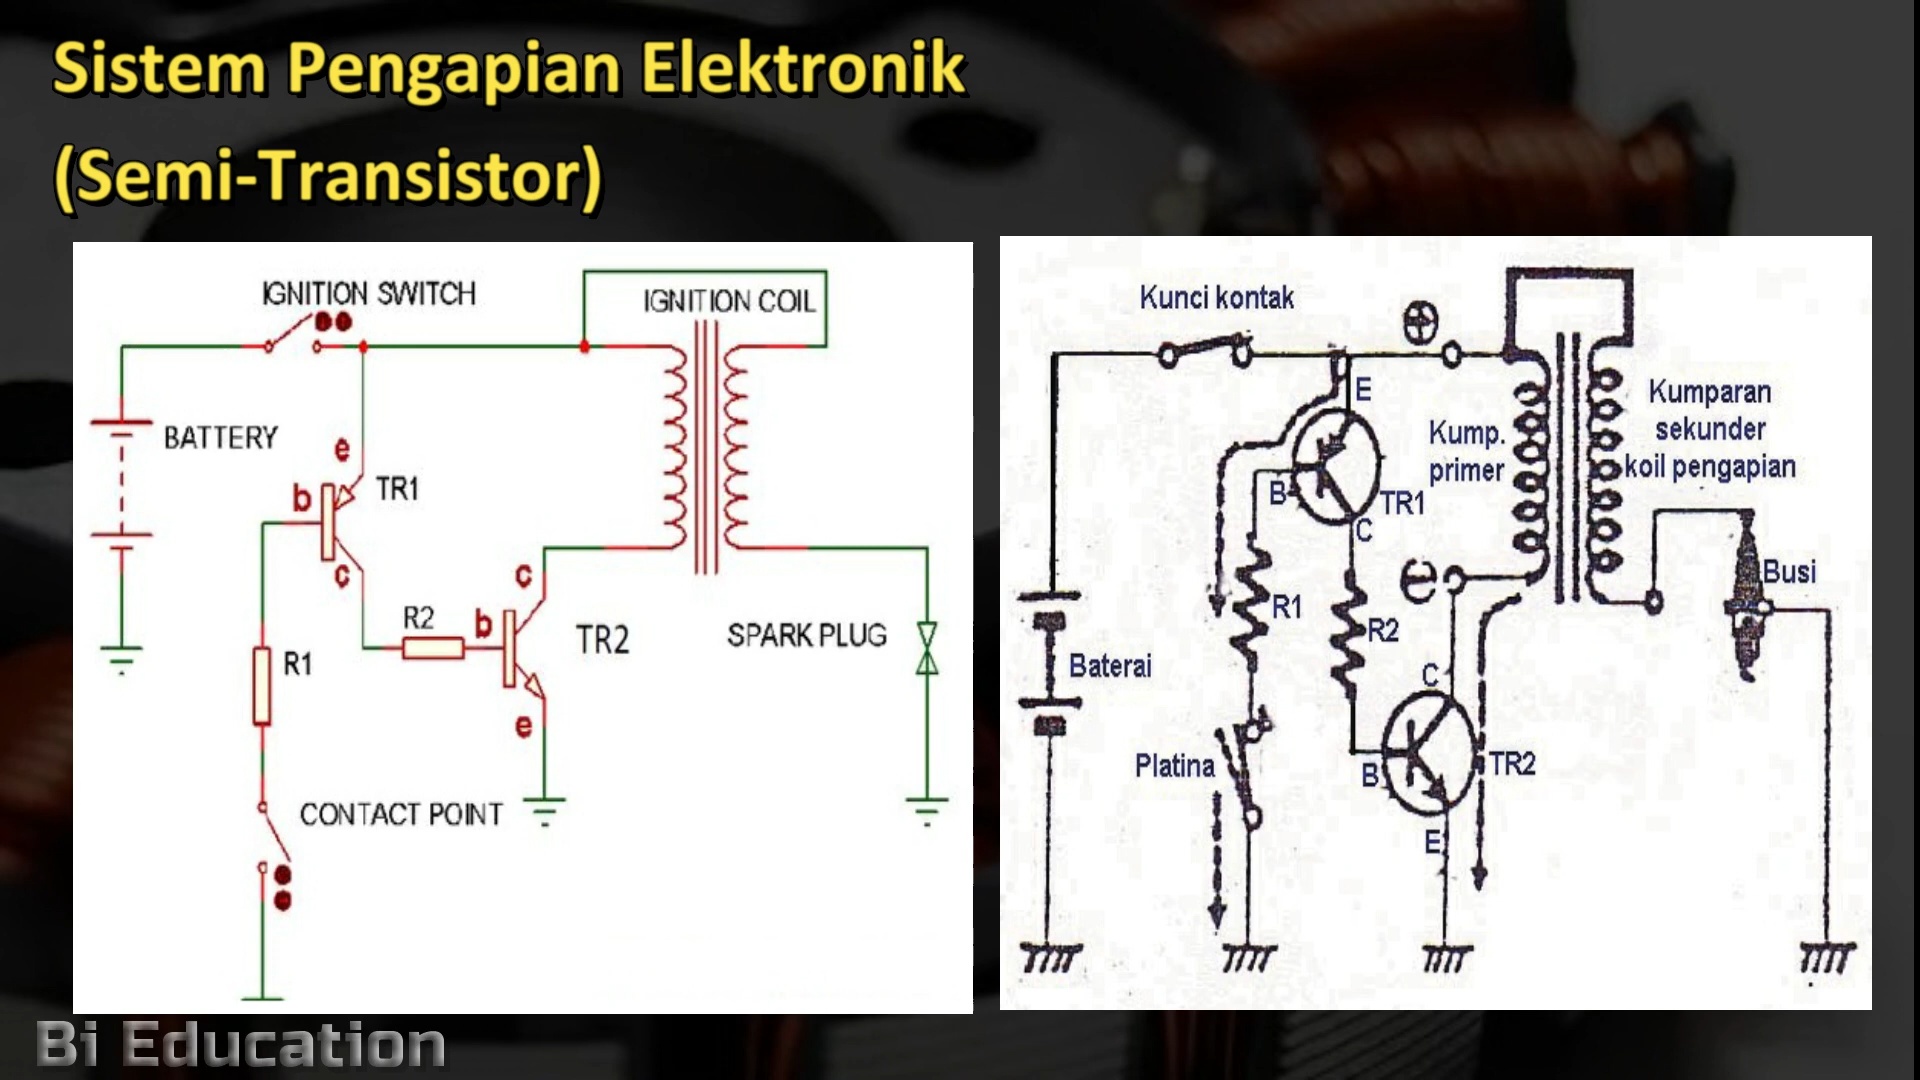 Sistem Pengapian Elektronik
(Semi-Transistor)
IGNITION SWITCH
IGNITION COIL
BATTERY
e
b
TR1
c
R2
b
c
TR2
e
R1
SPARK PLUG
CONTACT POINT
Kunci kontak
E
B
TR1
C
Kump.
primer
Kumparan
sekunder
koil pengapian
R1
R2
Busi
Baterai
C
Platina
B
TR2
E
Bi Education